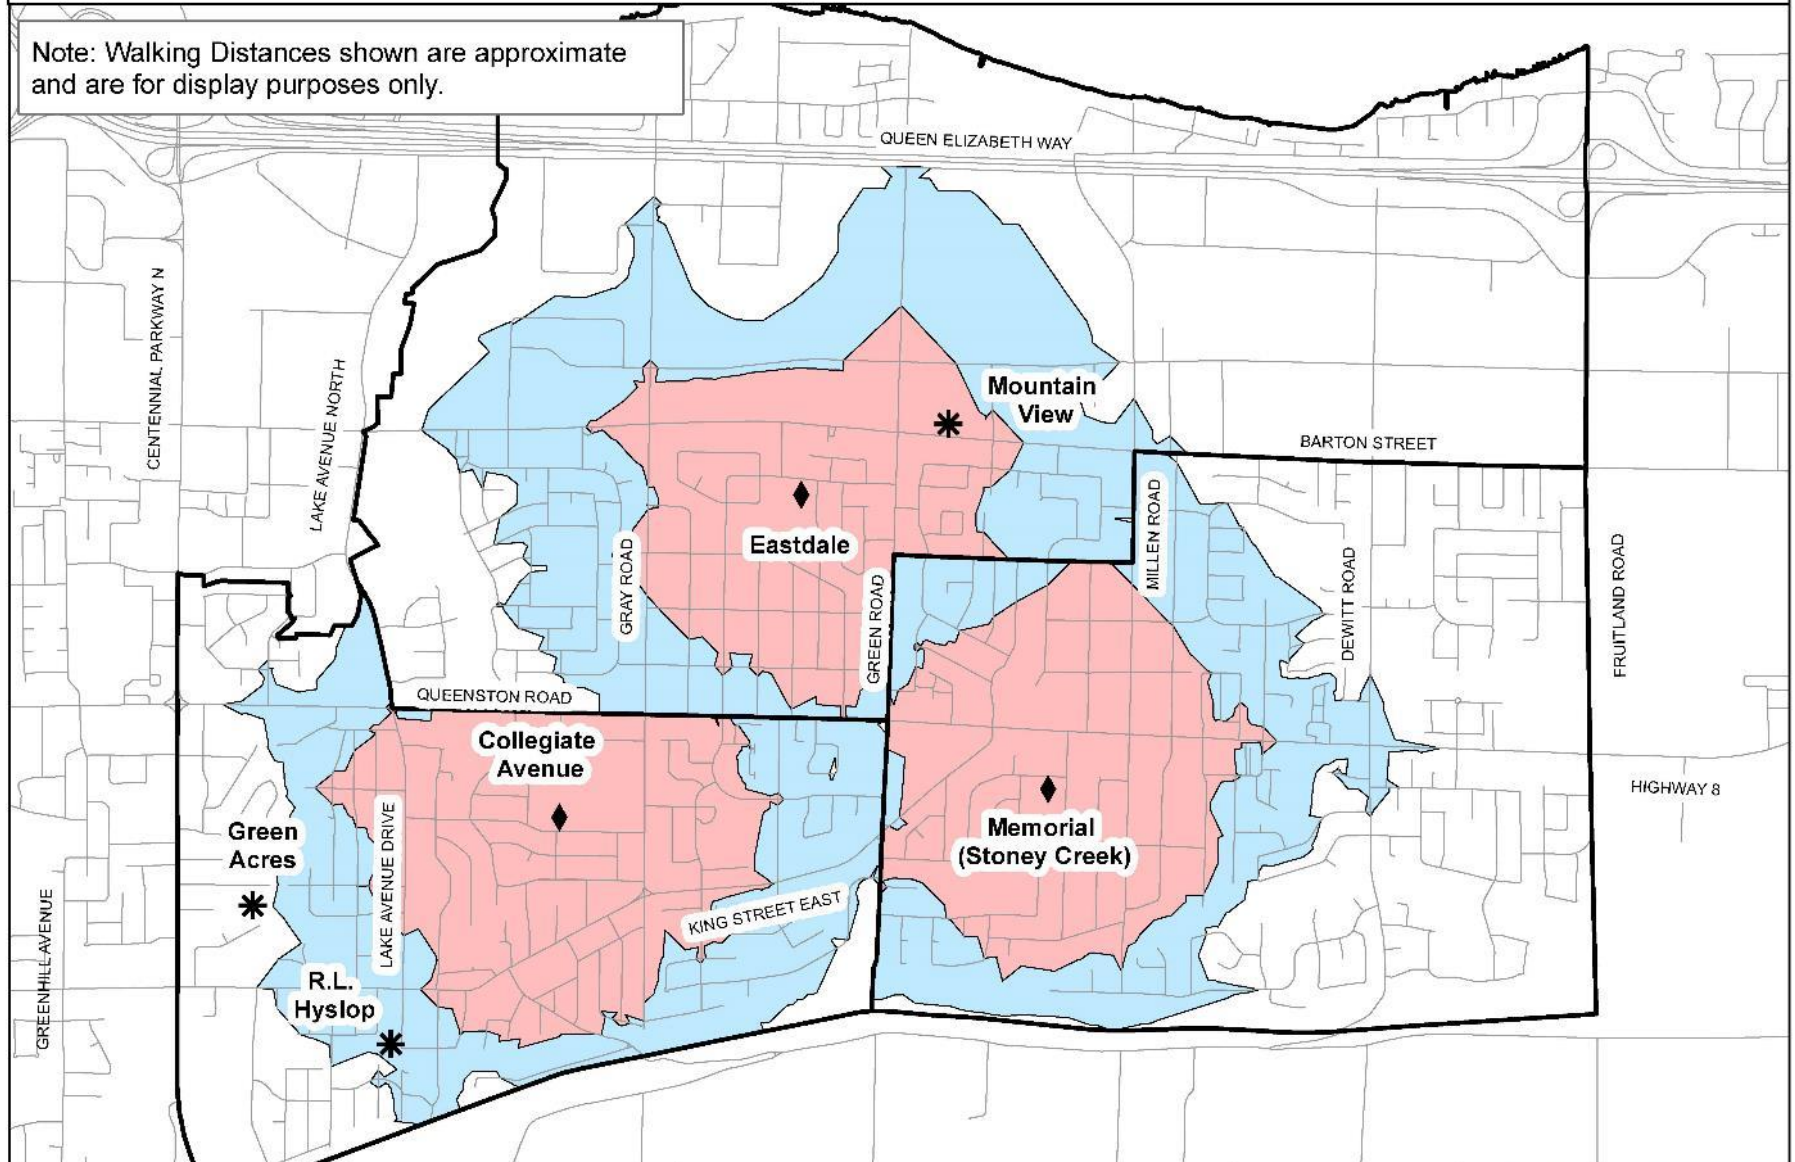 Note: Walking Distances shown are approximate
and are for display purposes only.
QUEEN ELIZABETH WAY
CENTENNIAL PARKWAY N
LAKE AVENUE NORTH
Mountain
View
BARTON STREET
MILLEN ROAD
Eastdale
GRAY ROAD
GREEN ROAD
DEWITT ROAD
FRUITLAND ROAD
QUEENSTON ROAD
Collegiate
Avenue
HIGHWAY 8
Green
Acres
LAKE AVENUE DRIVE
Memorial
(Stoney Creek)
KING STREET EAST
GREENHILL AVENUE
R.L.
Hyslop